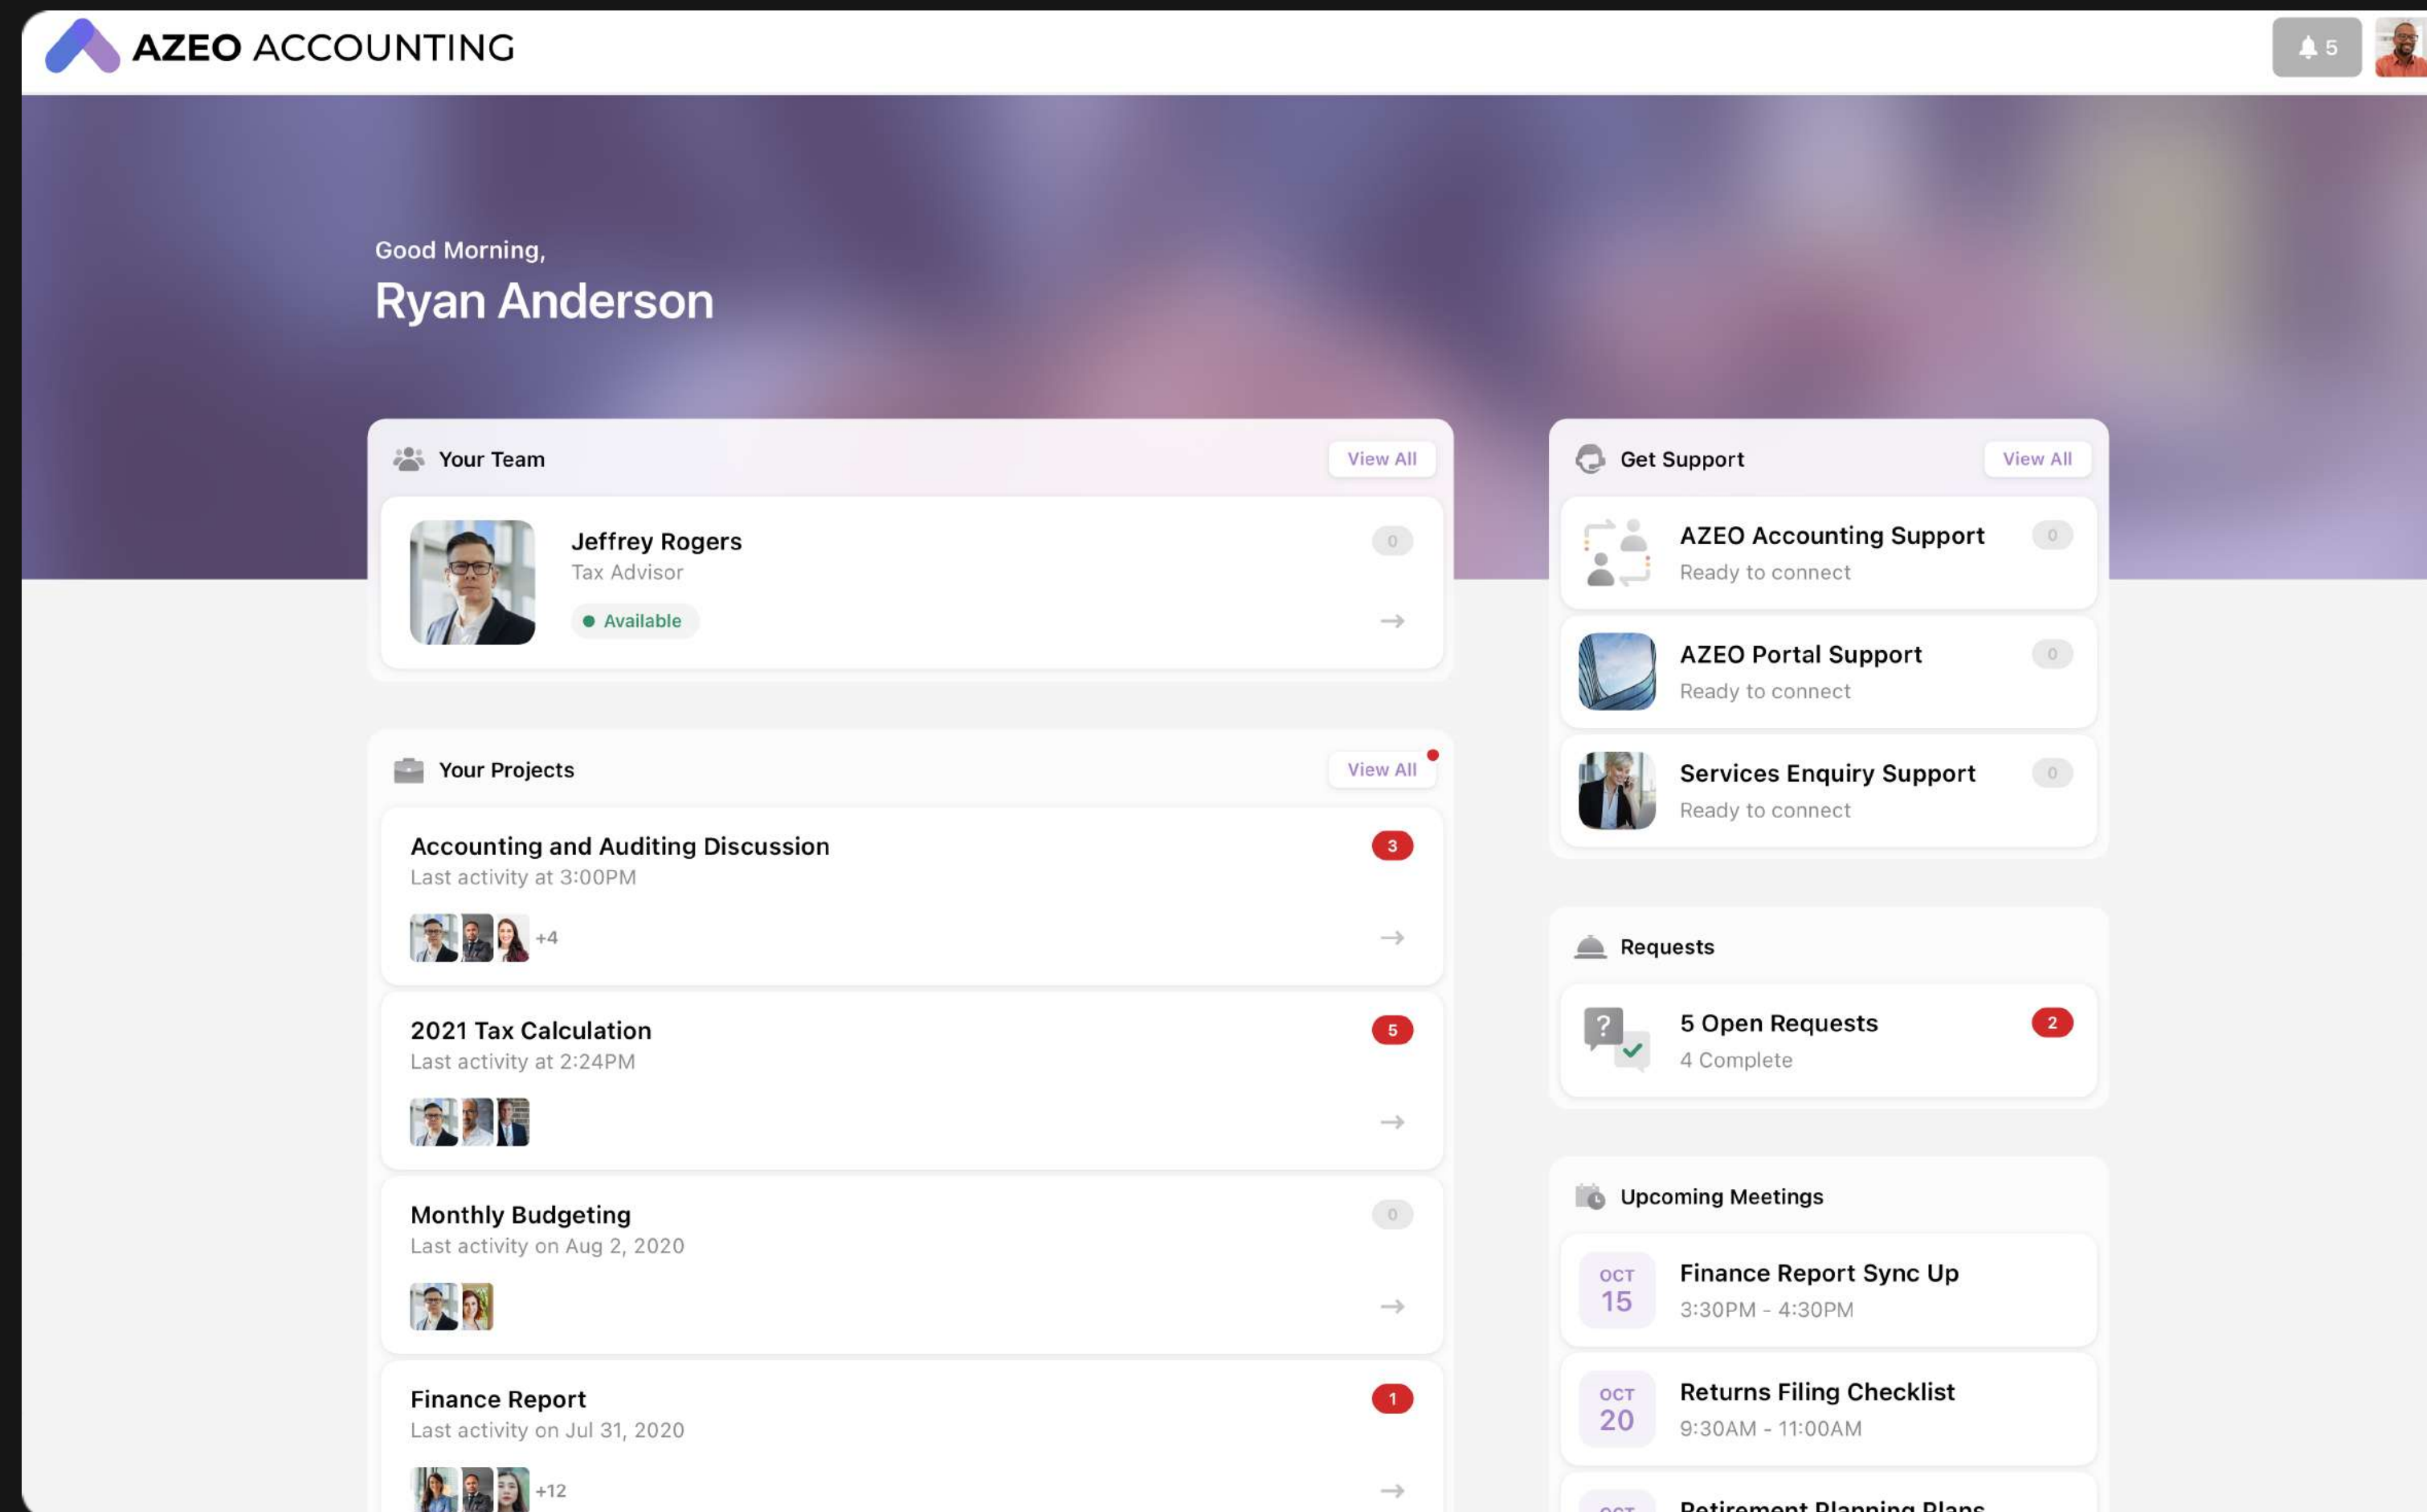 AZEO ACCOUNTING
5
Good Morning,
Ryan Anderson
Your Team
View All
Jeffrey Rogers
0
Tax Advisor
Available
Your Projects
View All
Accounting and Auditing Discussion
3
Last activity at 3:00PM
+4
2021 Tax Calculation
5
Last activity at 2:24PM
Monthly Budgeting
0
Last activity on Aug 2, 2020
Finance Report
1
Last activity on Jul 31, 2020
+12
Get Support
View All
AZEO Accounting Support
0
Ready to connect
AZEO Portal Support
0
Ready to connect
Services Enquiry Support
0
Ready to connect
Requests
?
5 Open Requests
2
4 Complete
Upcoming Meetings
OCT
15
Finance Report Sync Up
3:30PM - 4:30PM
OCT
20
Returns Filing Checklist
9:30AM - 11:00AM
OCT
Retirement Planning Plans